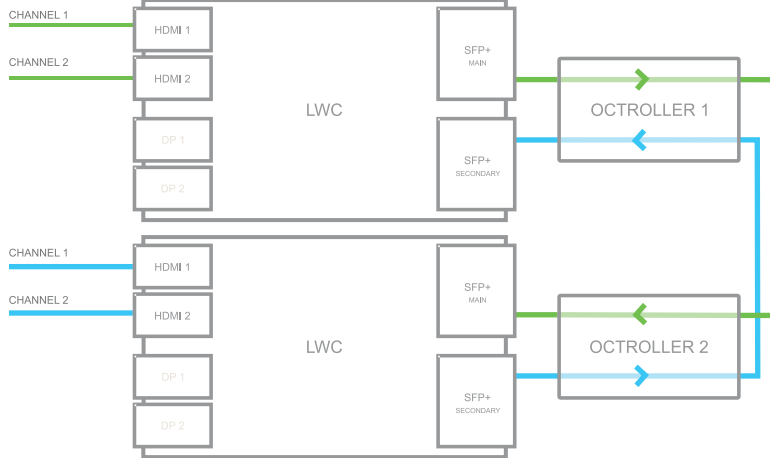 CHANNEL 1
HDMI 1
CHANNEL 2
HDMI 2
DP 1
DP 2
LWC
SFP+
MAIN
SFP+
SECONDARY
OCTROLLER 1
CHANNEL 1
HDMI 1
CHANNEL 2
HDMI 2
DP 1
DP 2
LWC
SFP+
MAIN
SFP+
SECONDARY
OCTROLLER 2